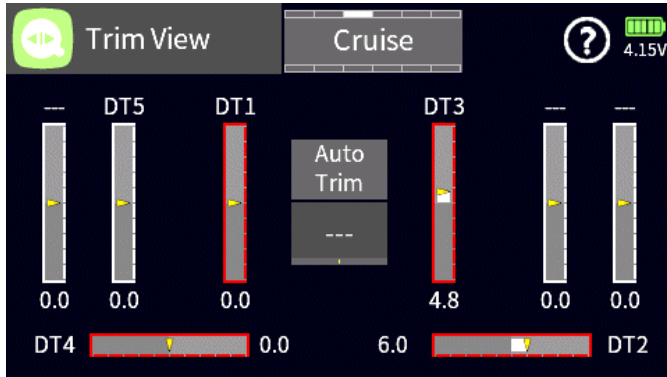 Trim View
Cruise
?
4.15V
--- DT5 DT1 DT3 --- ---
Auto
Trim
---
0.0 0.0 0.0 4.8 0.0 0.0
DT4 0.0 6.0 DT2